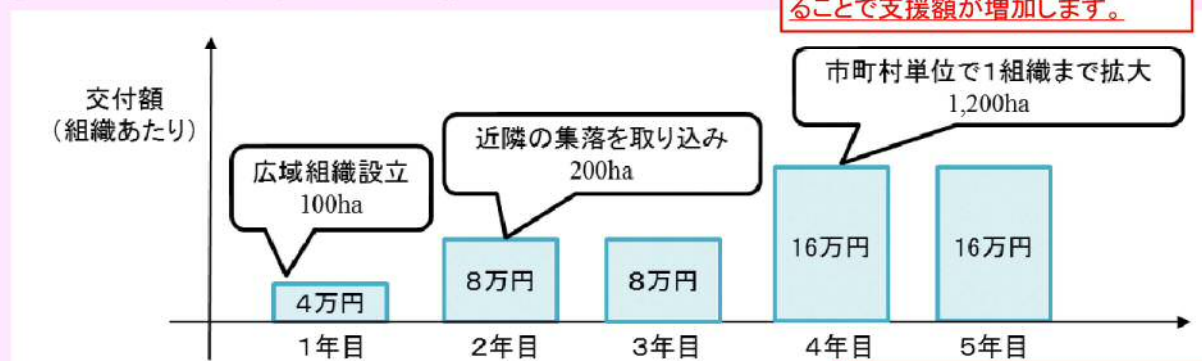 ることで支援額が増加します。
交付額
（組織あたり）
広域組織設立
100ha
近隣の集落を取り込み
200ha
市町村単位で１組織まで拡大
1,200ha
４万円
８万円
８万円
16万円
16万円
１年目
２年目
３年目
４年目
５年目